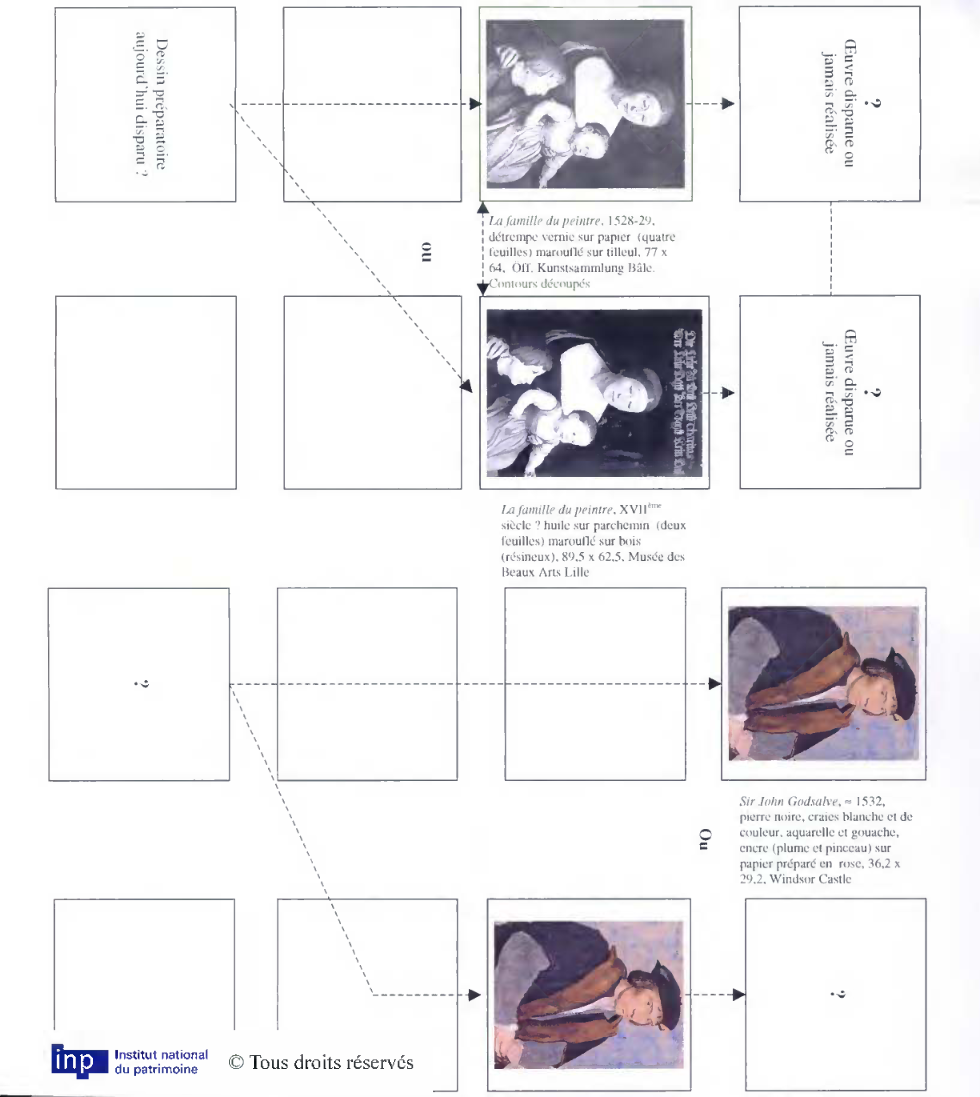 Dessin préparatoire
aujourd'hui disparu ?
?
Œuvre disparue ou
jamais réalisée
La famille du peintre, 1528-29,
détrempe vernie sur papier (quatre
feuilles) marouflé sur tilleul, 77 x
64, Off. Kunstsammlung Bâle.
Contours découpés
ou
?
Œuvre disparue ou
jamais réalisée
La famille du peintre, XVIIème
siècle ? huile sur parchemin (deux
feuilles) marouflé sur bois
(résineux), 89,5 x 62,5, Musée des
Beaux Arts Lille
?
Sir John Godsalve, ≈ 1532,
pierre noire, craies blanche et de
couleur, aquarelle et gouache,
encre (plume et pinceau) sur
papier préparé en rose, 36,2 x
29,2, Windsor Castle
Ou
?
inp Institut national
du patrimoine
© Tous droits réservés